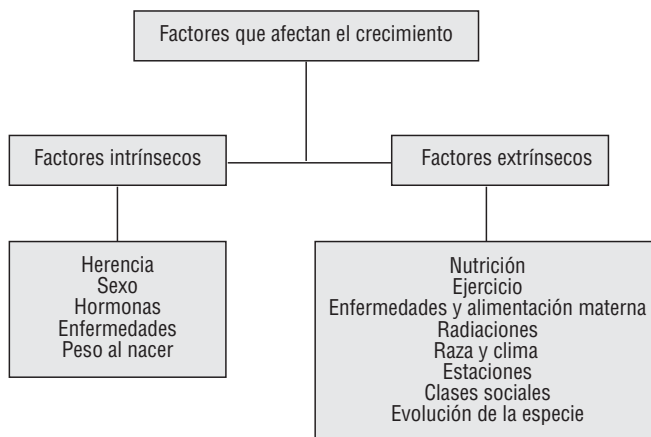 Factores que afectan el crecimiento
Factores intrínsecos
Factores extrínsecos
Herencia
Sexo
Hormonas
Enfermedades
Peso al nacer
Nutrición
Ejercicio
Enfermedades y alimentación materna
Radiaciones
Raza y clima
Estaciones
Clases sociales
Evolución de la especie